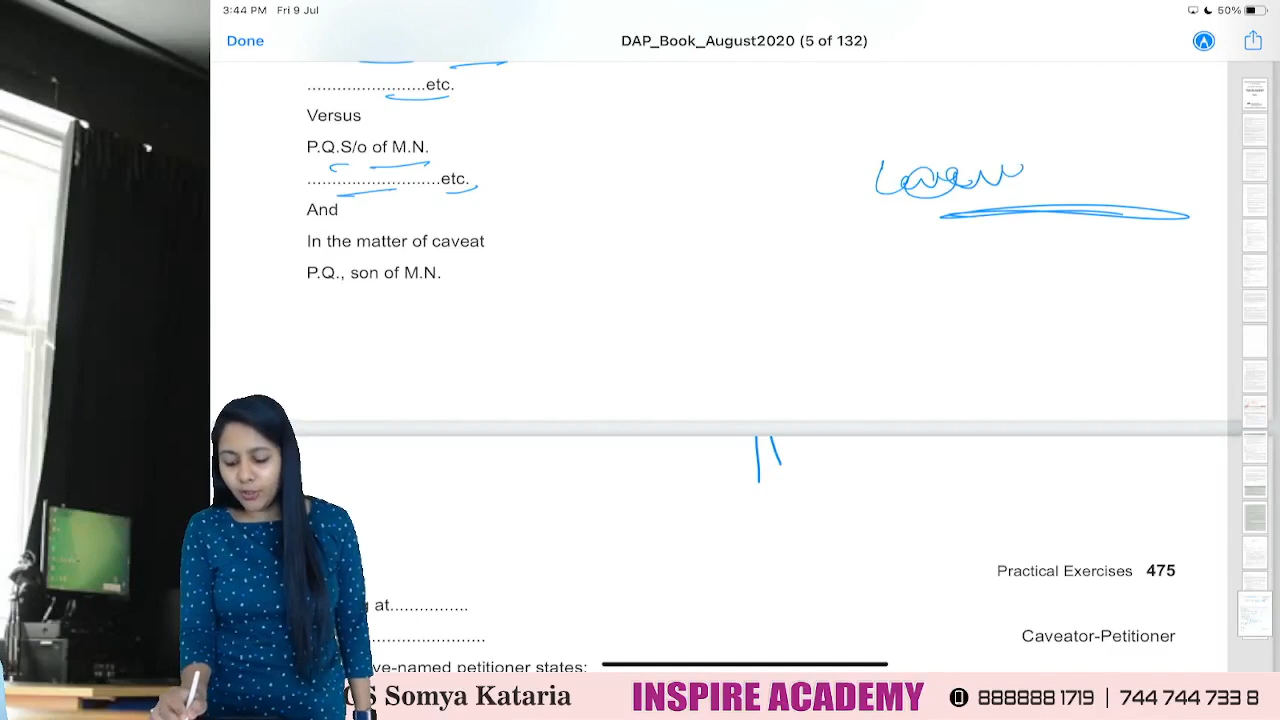 3:44 PM Fri 9 Jul
50%
Done
DAP_Book_August2020 (5 of 132)
........................etc.
Versus
P.Q.S/o of M.N.
...........................etc.
And
In the matter of caveat
P.Q., son of M.N.
Practical Exercises 475
at................
Caveator-Petitioner
ve-named petitioner states:
Somya Kataria
INSPIRE ACADEMY
888888 1719 | 744 744 733 8